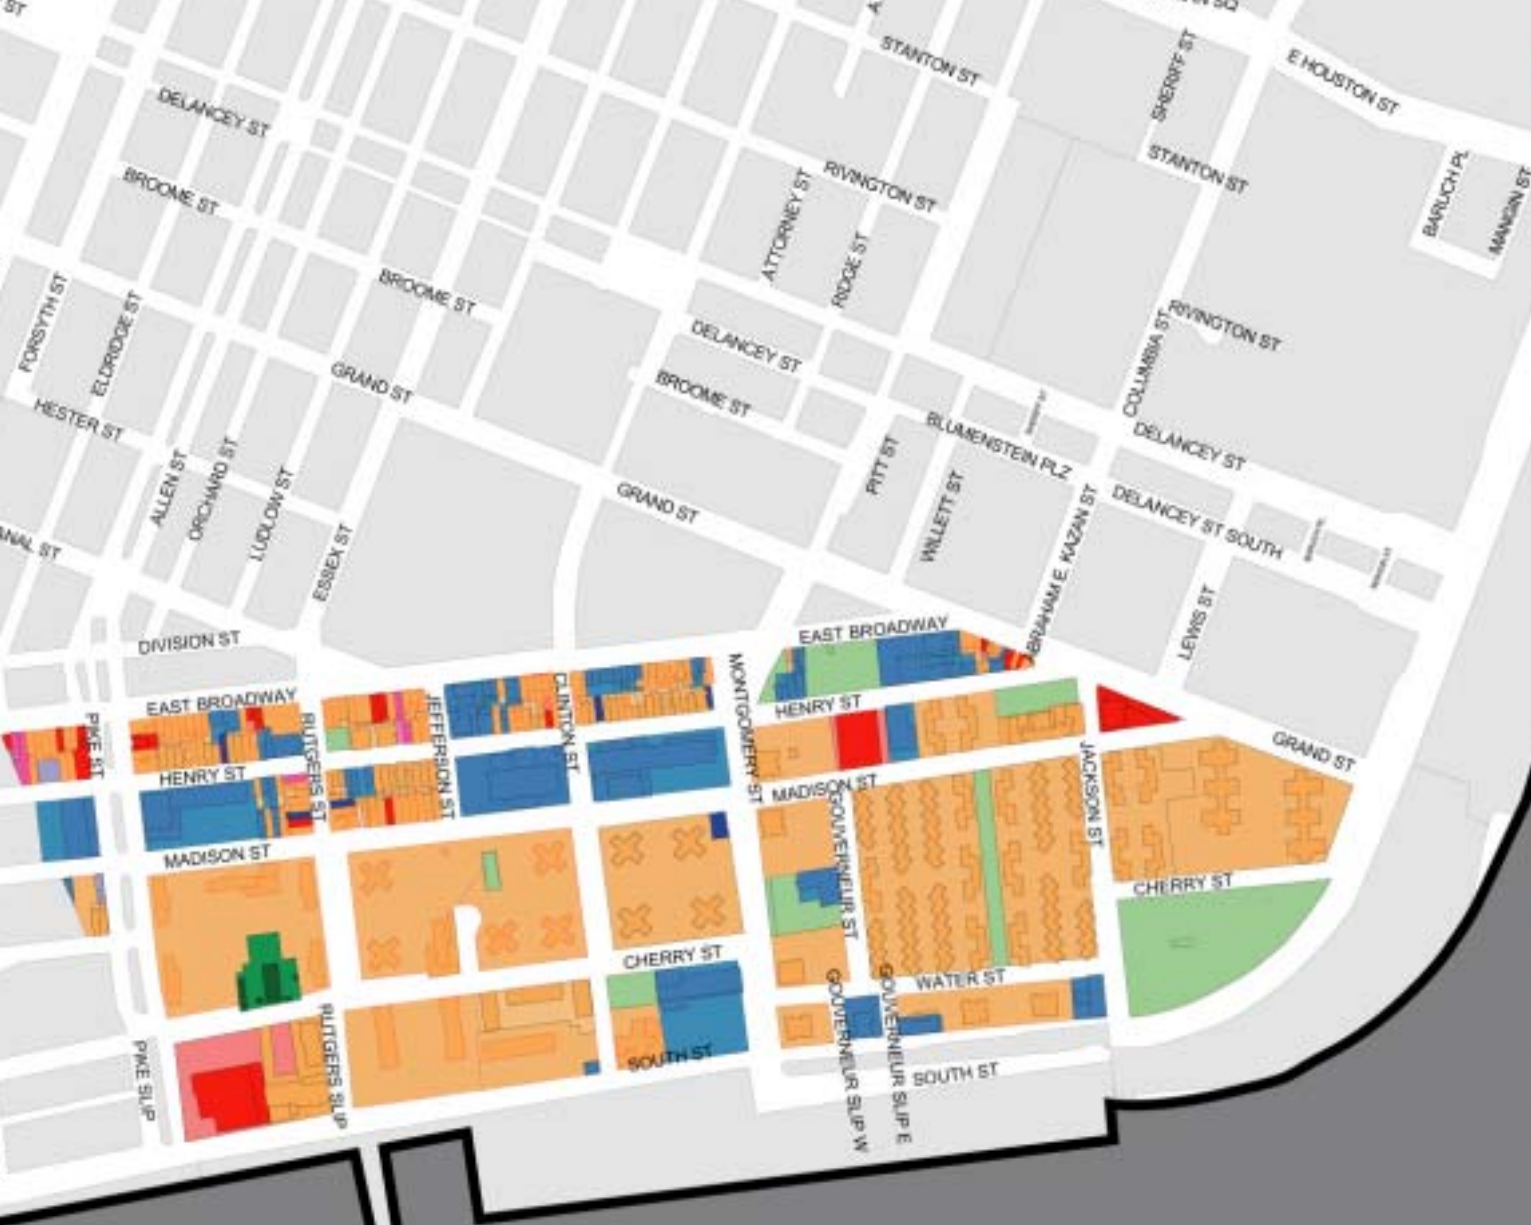 ST
STANTON ST
E HOUSTON ST
SHERIFF ST
DELANCEY ST
STANTON ST
BARUCH PL
MANGIN ST
BROOME ST
RIVINGTON ST
ATTORNEY ST
RIDGE ST
BROOME ST
FORSYTH ST
ELDRIDGE ST
RIVINGTON ST
COLUMBIA ST
DELANCEY ST
GRAND ST
BROOME ST
HESTER ST
BLUMENSTEIN PLZ
DELANCEY ST
ALLEN ST
ORCHARD ST
LUDLOW ST
PITT ST
WILLETT ST
GRAND ST
DELANCEY ST SOUTH
ANAL ST
ESSEX ST
ABRAHAM E. KAZAN ST
LEWIS ST
DIVISION ST
EAST BROADWAY
EAST BROADWAY
PIKE ST
RUTGERS ST
JEFFERSON ST
CLINTON ST
MONTGOMERY ST
HENRY ST
GRAND ST
HENRY ST
MADISON ST
JACKSON ST
MADISON ST
GOUVERNEUR ST
CHERRY ST
CHERRY ST
WATER ST
PIKE SLIP
RUTGERS SLIP
SOUTH ST
GOUVERNEUR SLIP W
GOUVERNEUR SLIP E
SOUTH ST